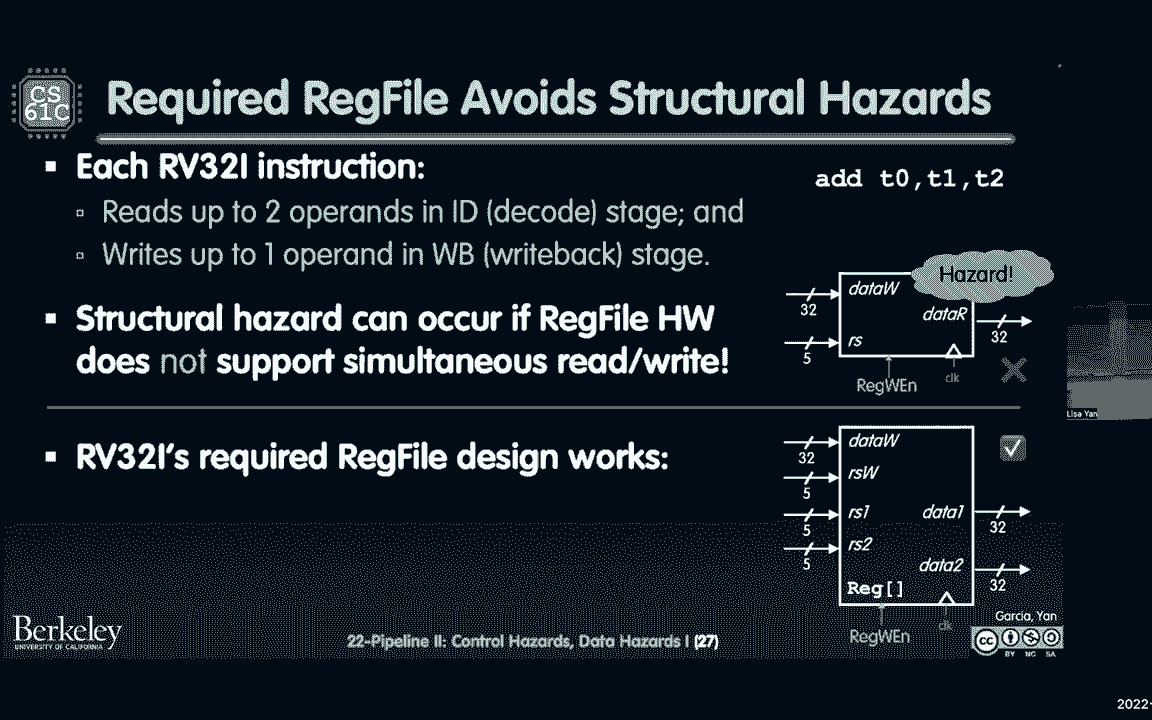 CS
61C
Required RegFile Avoids Structural Hazards
▪ Each RV32I instruction:
▫ Reads up to 2 operands in ID (decode) stage; and
▫ Writes up to 1 operand in WB (writeback) stage.
▪ Structural hazard can occur if RegFile HW
does not support simultaneous read/write!
add t0,t1,t2
Hazard!
dataW
32
dataR
32
rs
5
RegWEn
clk
Lisa Yan
▪ RV32I's required RegFile design works:
dataW
32
rsW
5
rs1
5
data1
32
rs2
5
data2
32
Reg[]
RegWEn
clk
Garcia, Yan
Berkeley
UNIVERSITY OF CALIFORNIA
22-Pipeline II: Control Hazards, Data Hazards I (27)
cc
BY NC SA
2022-